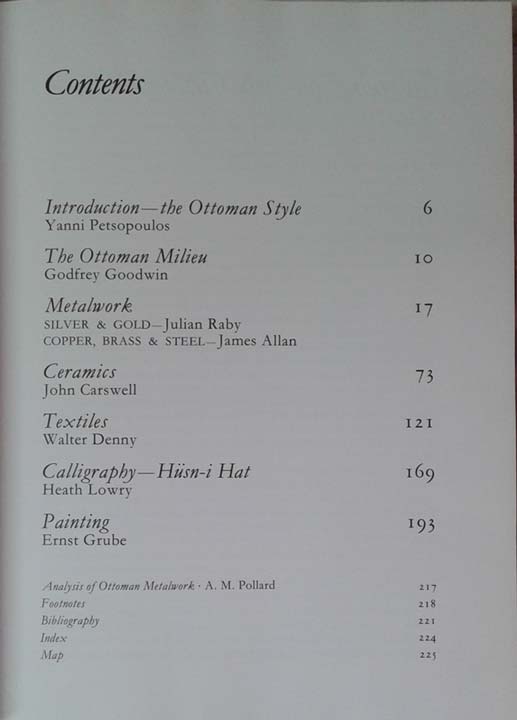 Contents
Introduction—the Ottoman Style 6
Yanni Petsopoulos
The Ottoman Milieu 10
Godfrey Goodwin
Metalwork 17
SILVER & GOLD—Julian Raby
COPPER, BRASS & STEEL—James Allan
Ceramics 73
John Carswell
Textiles 121
Walter Denny
Calligraphy—Hüsn-i Hat 169
Heath Lowry
Painting 193
Ernst Grube
Analysis of Ottoman Metalwork · A. M. Pollard 217
Footnotes 218
Bibliography 221
Index 224
Map 225